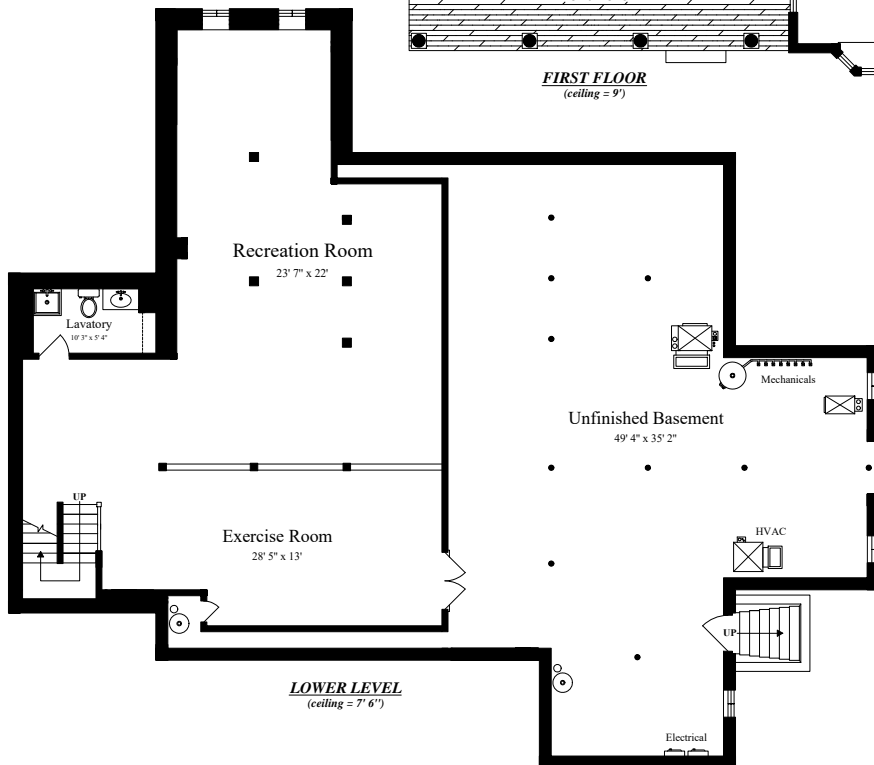 FIRST FLOOR
(ceiling = 9')
Recreation Room
23' 7" x 22'
Lavatory
10' 3" x 5' 4"
Mechanicals
Unfinished Basement
49' 4" x 35' 2"
UP
Exercise Room
28' 5" x 13'
HVAC
UP
LOWER LEVEL
(ceiling = 7' 6")
Electrical